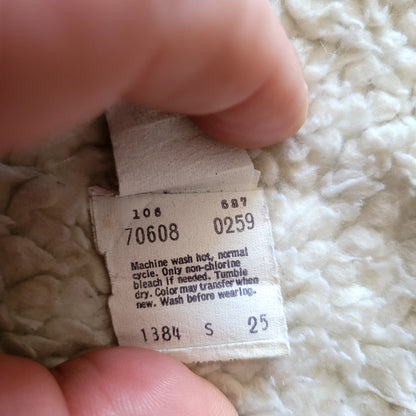 106 687
70608 0259
Machine wash hot, normal
cycle. Only non-chlorine
bleach if needed. Tumble
dry. Color may transfer when
new. Wash before wearing.
1384 S 25